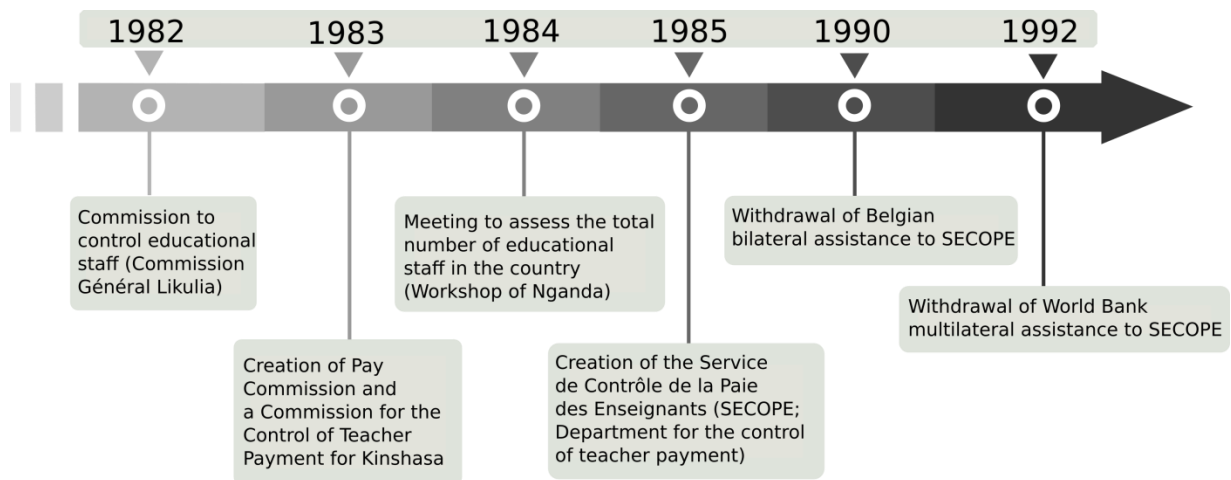 1982 1983 1984 1985 1990 1992
Commission to
control educational
staff (Commission
Général Likulia)
Creation of Pay
Commission and
a Commission for the
Control of Teacher
Payment for Kinshasa
Meeting to assess the total
number of educational
staff in the country
(Workshop of Nganda)
Creation of the Service
de Contrôle de la Paie
des Enseignants (SECOPE;
Department for the control
of teacher payment)
Withdrawal of Belgian
bilateral assistance to SECOPE
Withdrawal of World Bank
multilateral assistance to SECOPE